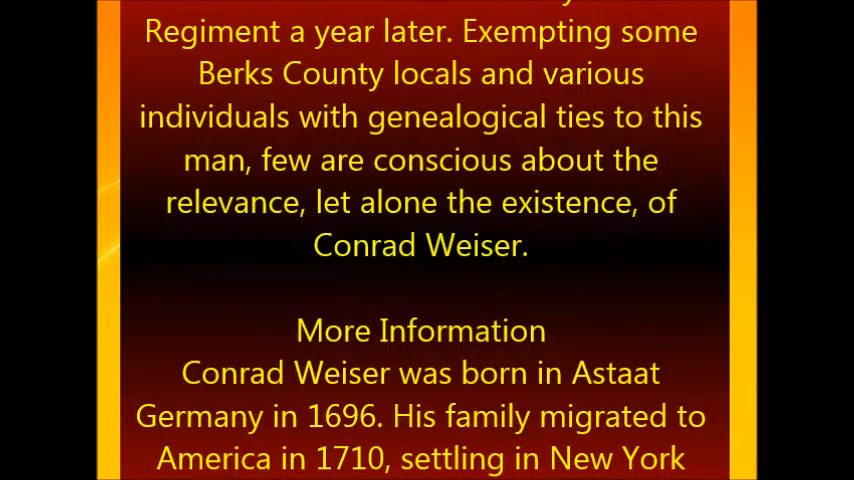 Regiment a year later. Exempting some
Berks County locals and various
individuals with genealogical ties to this
man, few are conscious about the
relevance, let alone the existence, of
Conrad Weiser.
More Information
Conrad Weiser was born in Astaat
Germany in 1696. His family migrated to
America in 1710, settling in New York